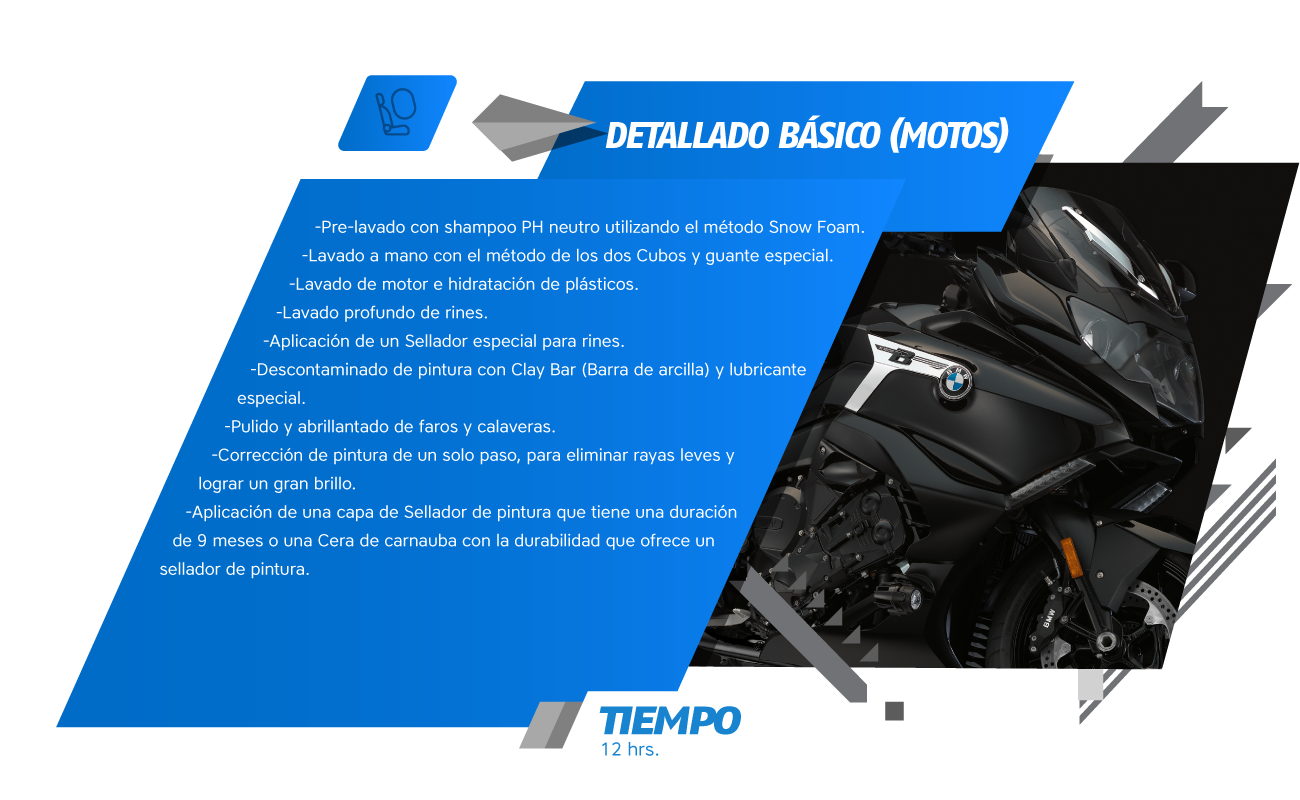 DETALLADO BÁSICO (MOTOS)
-Pre-lavado con shampoo PH neutro utilizando el método Snow Foam.
-Lavado a mano con el método de los dos Cubos y guante especial.
-Lavado de motor e hidratación de plásticos.
-Lavado profundo de rines.
-Aplicación de un Sellador especial para rines.
-Descontaminado de pintura con Clay Bar (Barra de arcilla) y lubricante
especial.
-Pulido y abrillantado de faros y calaveras.
-Corrección de pintura de un solo paso, para eliminar rayas leves y
lograr un gran brillo.
-Aplicación de una capa de Sellador de pintura que tiene una duración
de 9 meses o una Cera de carnauba con la durabilidad que ofrece un
sellador de pintura.
B
BMW
BMW
TIEMPO
12 hrs.